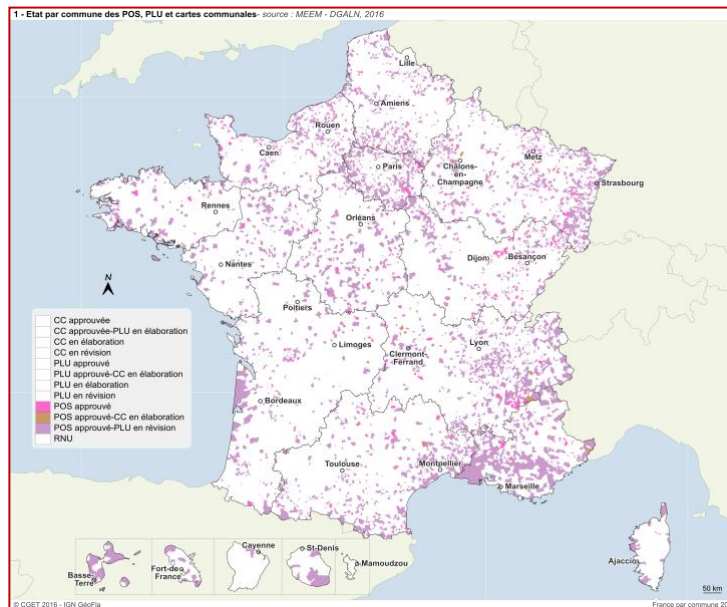 1 - Etat par commune des POS, PLU et cartes communales- source : MEEM - DGALN, 2016
Lille
Amiens
Rouen
Caen
Paris
Châlons-
en-
Champagne
Metz
Strasbourg
Rennes
Orléans
Nantes
Dijon
Besançon
N
Poitiers
CC approuvée
CC approuvée-PLU en élaboration
CC en élaboration
CC en révision
PLU approuvé
PLU approuvé-CC en élaboration
PLU en élaboration
PLU en révision
POS approuvé
POS approuvé-CC en élaboration
POS approuvé-PLU en révision
RNU
Limoges
Clermont-
Ferrand
Lyon
Bordeaux
Toulouse
Montpellier
Marseille
Ajaccio
Basse-
Terre
Fort-de-
France
Cayenne
St-Denis
Mamoudzou
50 km
© CGET 2016 - IGN GéoFla
France par commune